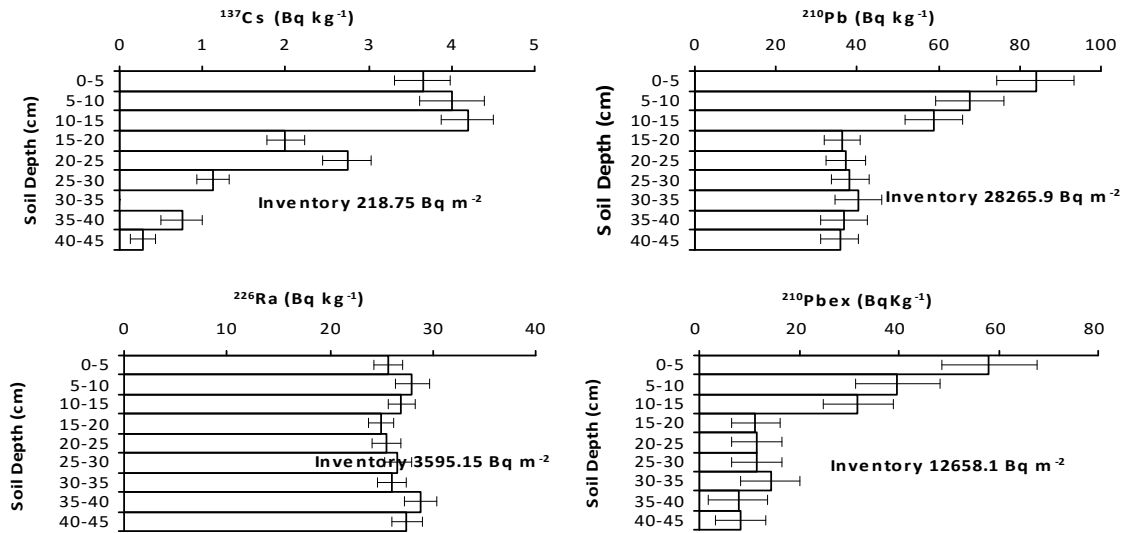 ¹³⁷Cs (Bq kg⁻¹)
0 1 2 3 4 5
Soil Depth (cm)
0-5
5-10
10-15
15-20
20-25
25-30
30-35
35-40
40-45
Inventory 218.75 Bq m⁻²
²¹⁰Pb (Bq kg⁻¹)
0 20 40 60 80 100
Soil Depth (cm)
0-5
5-10
10-15
15-20
20-25
25-30
30-35
35-40
40-45
Inventory 28265.9 Bq m⁻²
²²⁶Ra (Bq kg⁻¹)
0 10 20 30 40
Soil Depth (cm)
0-5
5-10
10-15
15-20
20-25
25-30
30-35
35-40
40-45
Inventory 3595.15 Bq m⁻²
²¹⁰Pbex (BqKg⁻¹)
0 20 40 60 80
Soil Depth (cm)
0-5
5-10
10-15
15-20
20-25
25-30
30-35
35-40
40-45
Inventory 12658.1 Bq m⁻²